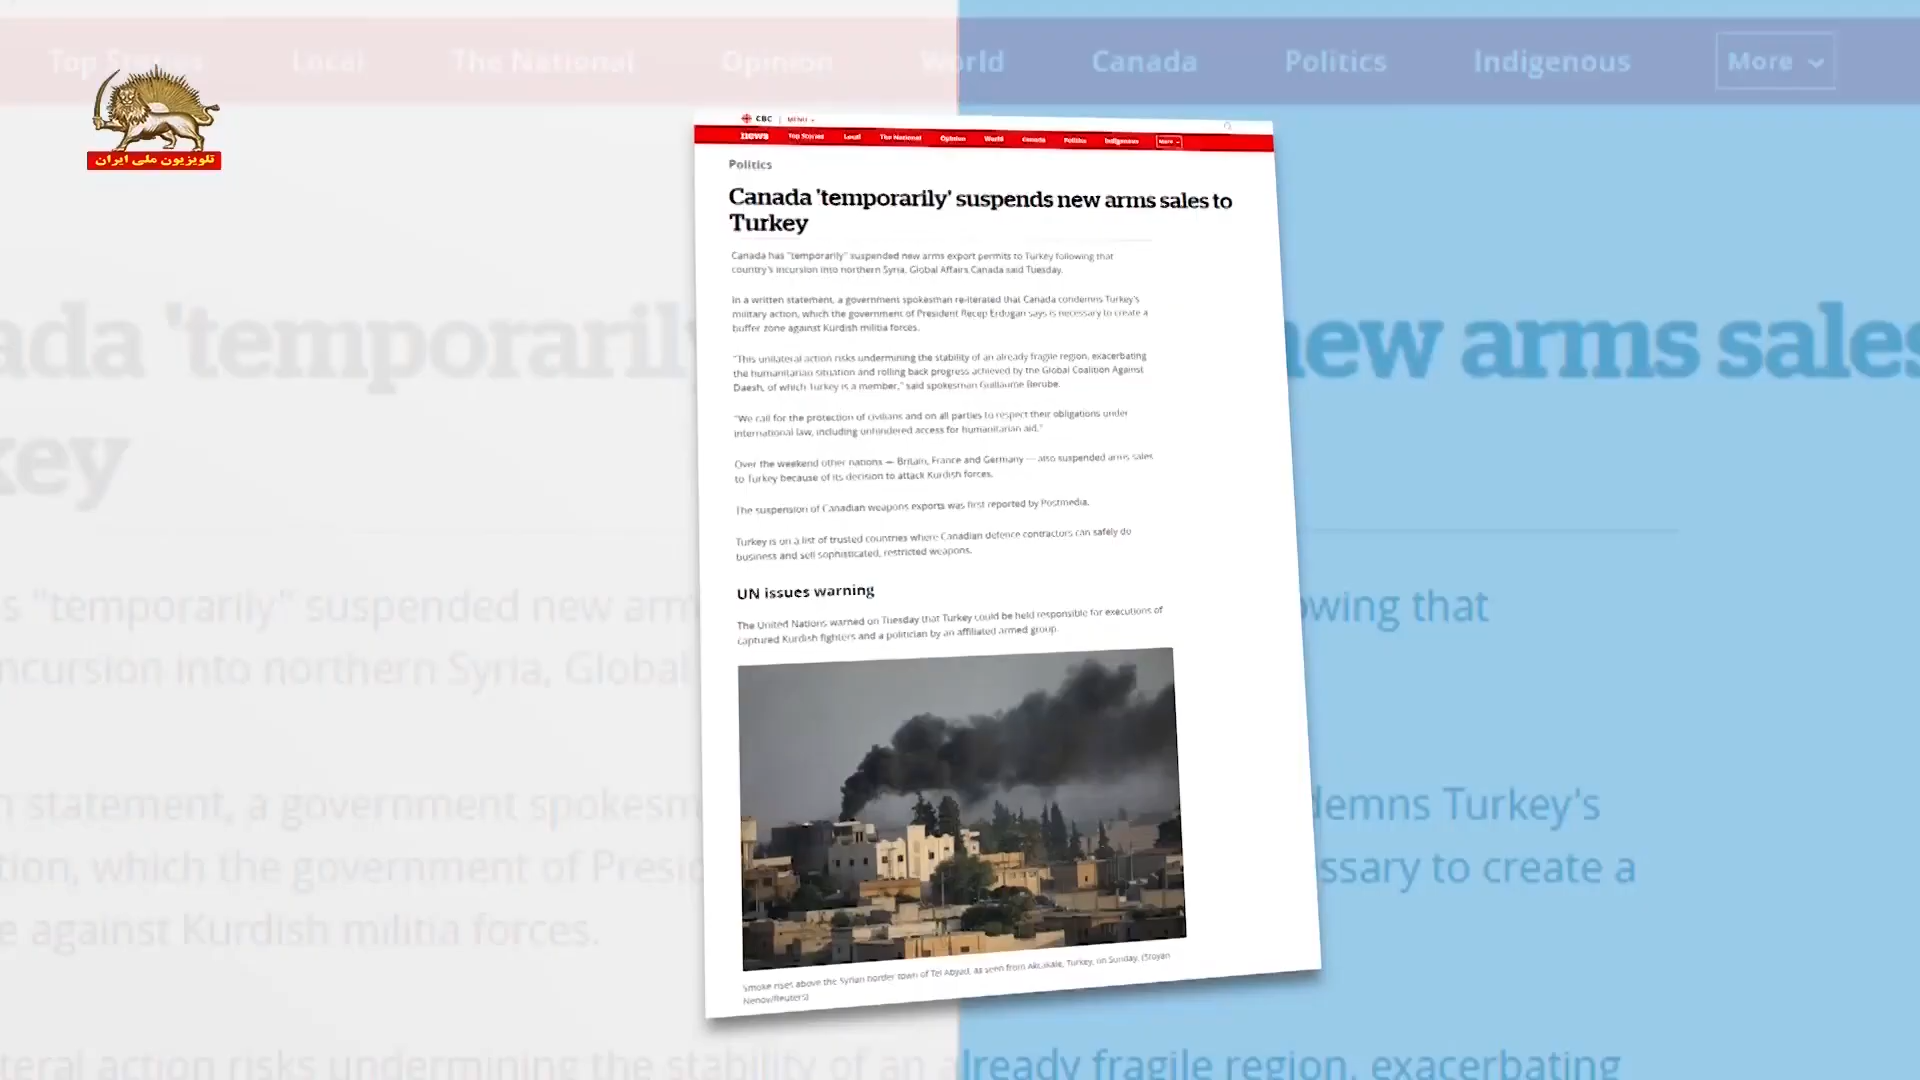 Top Stories Local The National Opinion World Canada Politics Indigenous More
تلویزیون ملی ایران
CBC | MENU
news Top Stories Local The National Opinion World Canada Politics Indigenous More
Politics
Canada 'temporarily' suspends new arms sales to
Turkey
Canada has "temporarily" suspended new arms export permits to Turkey following that
country's incursion into northern Syria, Global Affairs Canada said Tuesday.
In a written statement, a government spokesman re-iterated that Canada condemns Turkey's
military action, which the government of President Recep Erdogan says is necessary to create a
buffer zone against Kurdish militia forces.
"This unilateral action risks undermining the stability of an already fragile region, exacerbating
the humanitarian situation and rolling back progress achieved by the Global Coalition Against
Daesh, of which Turkey is a member," said spokesman Guillaume Berube.
"We call for the protection of civilians and on all parties to respect their obligations under
international law, including unhindered access for humanitarian aid."
Over the weekend other nations — Britain, France and Germany — also suspended arms sales
to Turkey because of its decision to attack Kurdish forces.
The suspension of Canadian weapons exports was first reported by Postmedia.
Turkey is on a list of trusted countries where Canadian defence contractors can safely do
business and sell sophisticated, restricted weapons.
UN issues warning
The United Nations warned on Tuesday that Turkey could be held responsible for executions of
captured Kurdish fighters and a politician by an affiliated armed group.
Smoke rises above the Syrian border town of Tel Abyad, as seen from Akcakale, Turkey, on Sunday. (Stoyan
Nenov/Reuters)
ada 'temporarily new arms sales
key
s "temporarily" suspended new arm owing that
ncursion into northern Syria, Global
n statement, a government spokesm demns Turkey's
tion, which the government of Presid ssary to create a
e against Kurdish militia forces.
teral action risks undermining the stability of an already fragile region, exacerbating